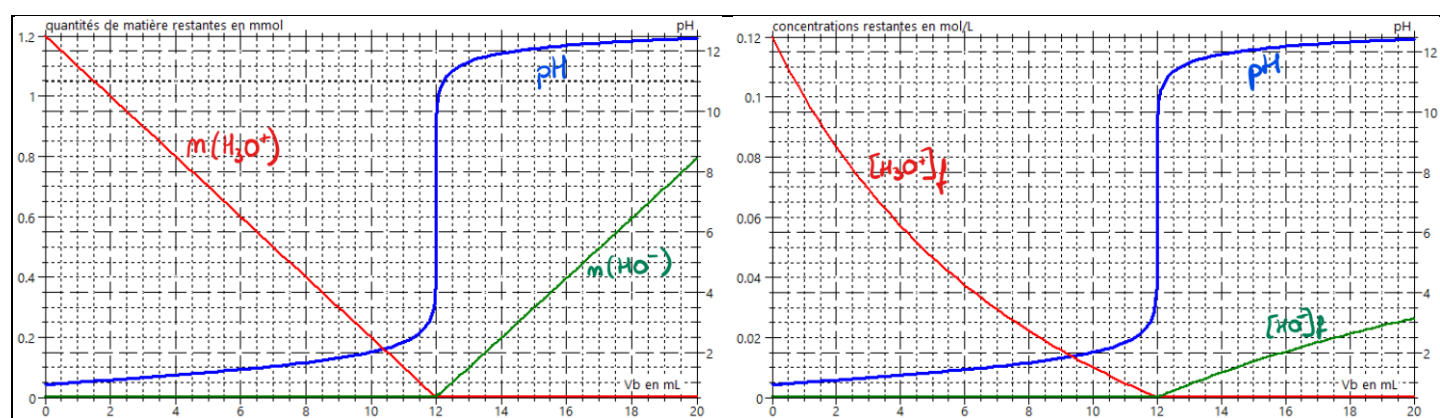 quantités de matière restantes en mmol
pH
1.2
12
1
10
0.8
8
0.6
6
0.4
4
0.2
2
0
0
pH
n(H₃O⁺)
n(HO⁻)
Vb en mL
0 2 4 6 8 10 12 14 16 18 20
concentrations restantes en mol/L
pH
0.12
12
0.1
10
0.08
8
0.06
6
0.04
4
0.02
2
0
0
pH
[H₃O⁺]f
[HO⁻]f
Vb en mL
0 2 4 6 8 10 12 14 16 18 20